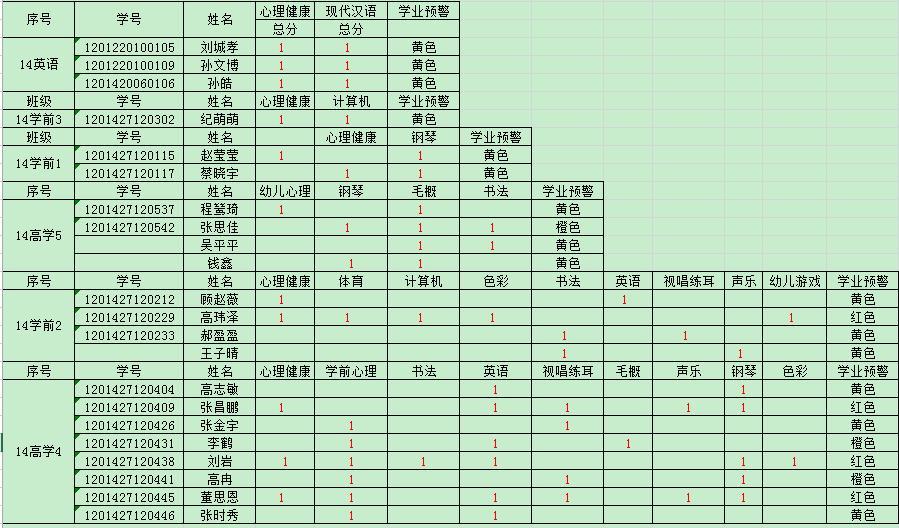 序号 学号 姓名 心理健康 现代汉语 学业预警
总分 总分
14英语 1201220100105 刘城孝 1 1 黄色
1201220100109 孙文博 1 1 黄色
1201420060106 孙皓 1 1 黄色
班级 学号 姓名 心理健康 计算机 学业预警
14学前3 1201427120302 纪萌萌 1 1 黄色
班级 学号 姓名 心理健康 钢琴 学业预警
14学前1 1201427120115 赵莹莹 1 1 黄色
1201427120117 蔡晓宇 1 1 黄色
序号 学号 姓名 幼儿心理 钢琴 毛概 书法 学业预警
14高学5 1201427120537 程鸶琦 1 1 黄色
1201427120542 张思佳 1 1 1 橙色
吴平平 1 1 黄色
钱鑫 1 1 黄色
序号 学号 姓名 心理健康 体育 计算机 色彩 书法 英语 视唱练耳 声乐 幼儿游戏 学业预警
14学前2 1201427120212 顾赵薇 1 1 黄色
1201427120229 高玮泽 1 1 1 1 1 红色
1201427120233 郝盈盈 1 1 黄色
王子晴 1 1 黄色
序号 学号 姓名 心理健康 学前心理 书法 英语 视唱练耳 毛概 声乐 钢琴 色彩 学业预警
14高学4 1201427120404 高志敏 1 1 黄色
1201427120409 张昌鹏 1 1 1 1 1 红色
1201427120426 张金宇 1 1 黄色
1201427120431 李鹤 1 1 1 橙色
1201427120438 刘岩 1 1 1 1 1 1 红色
1201427120441 高冉 1 1 1 橙色
1201427120445 董思恩 1 1 1 1 1 1 红色
1201427120446 张时秀 1 1 黄色